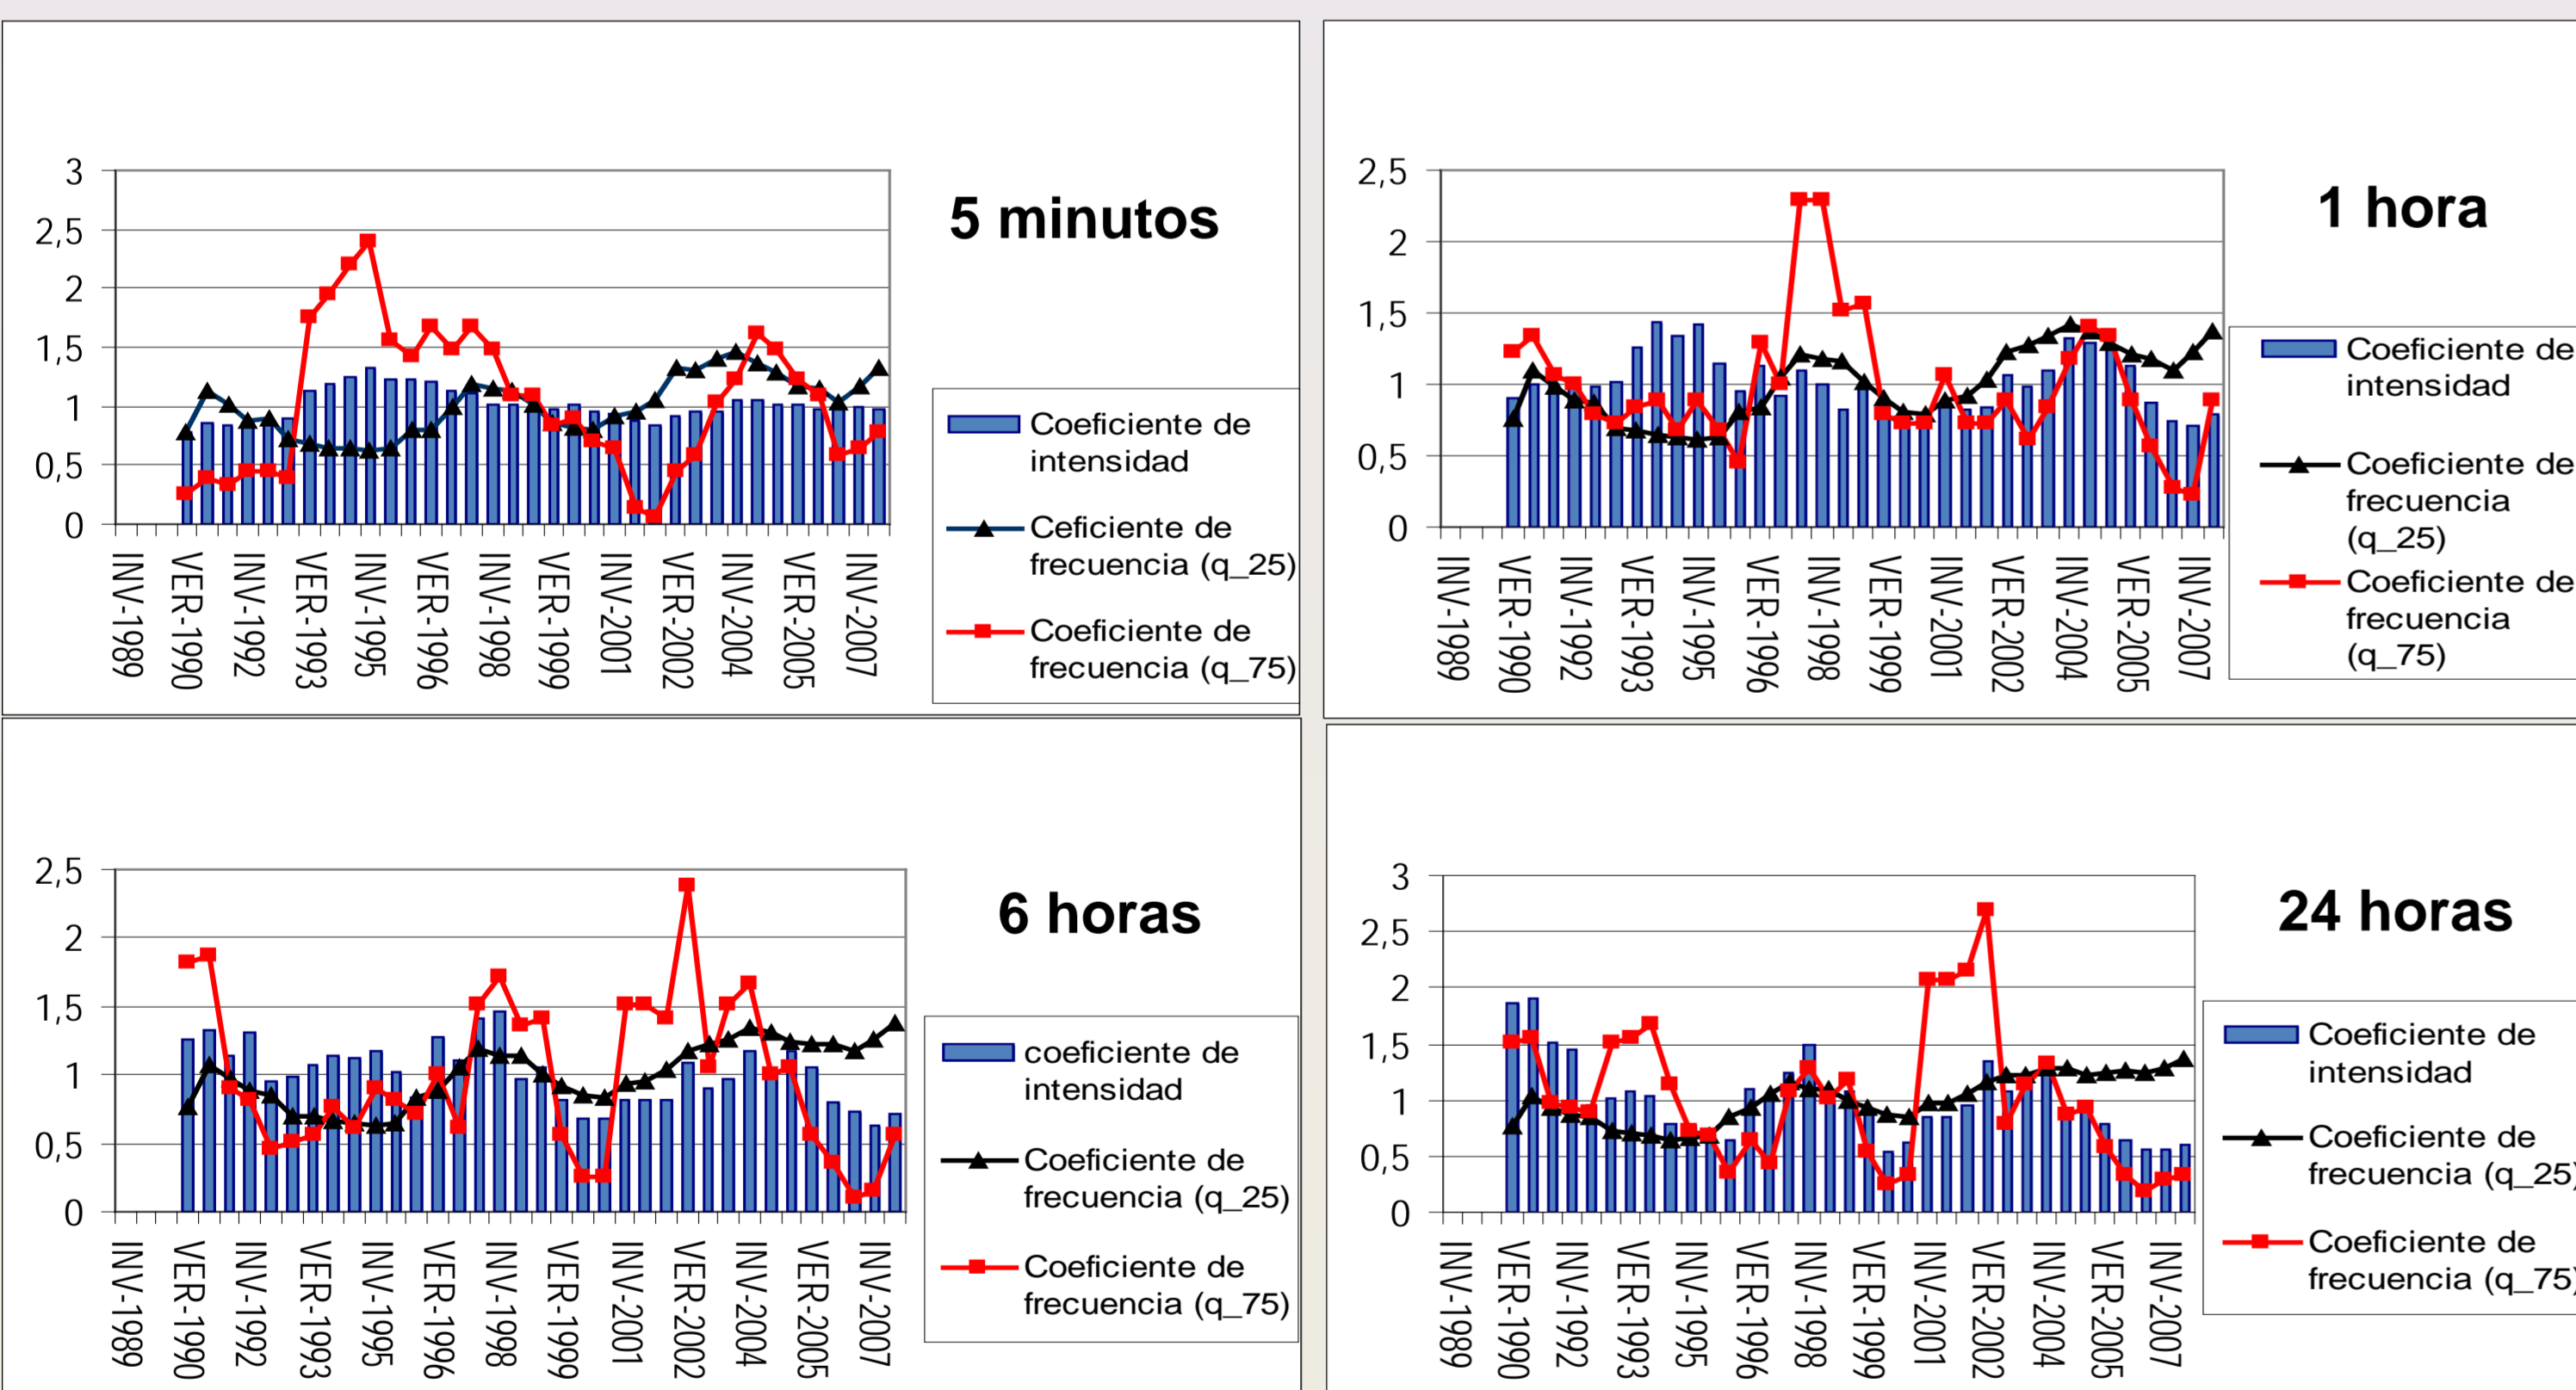 5 minutos
3
2,5
2
1,5
1
0,5
0
INV-1989
VER-1990
INV-1992
VER-1993
INV-1995
VER-1996
INV-1998
VER-1999
INV-2001
VER-2002
INV-2004
VER-2005
INV-2007
Coeficiente de
intensidad
Ceficiente de
frecuencia (q_25)
Coeficiente de
frecuencia (q_75)
1 hora
2,5
2
1,5
1
0,5
0
INV-1989
VER-1990
INV-1992
VER-1993
INV-1995
VER-1996
INV-1998
VER-1999
INV-2001
VER-2002
INV-2004
VER-2005
INV-2007
Coeficiente de
intensidad
Coeficiente de
frecuencia
(q_25)
Coeficiente de
frecuencia
(q_75)
6 horas
2,5
2
1,5
1
0,5
0
INV-1989
VER-1990
INV-1992
VER-1993
INV-1995
VER-1996
INV-1998
VER-1999
INV-2001
VER-2002
INV-2004
VER-2005
INV-2007
coeficiente de
intensidad
Coeficiente de
frecuencia (q_25)
Coeficiente de
frecuencia (q_75)
24 horas
3
2,5
2
1,5
1
0,5
0
INV-1989
VER-1990
INV-1992
VER-1993
INV-1995
VER-1996
INV-1998
VER-1999
INV-2001
VER-2002
INV-2004
VER-2005
INV-2007
Coeficiente de
intensidad
Coeficiente de
frecuencia (q_25)
Coeficiente de
frecuencia (q_75)